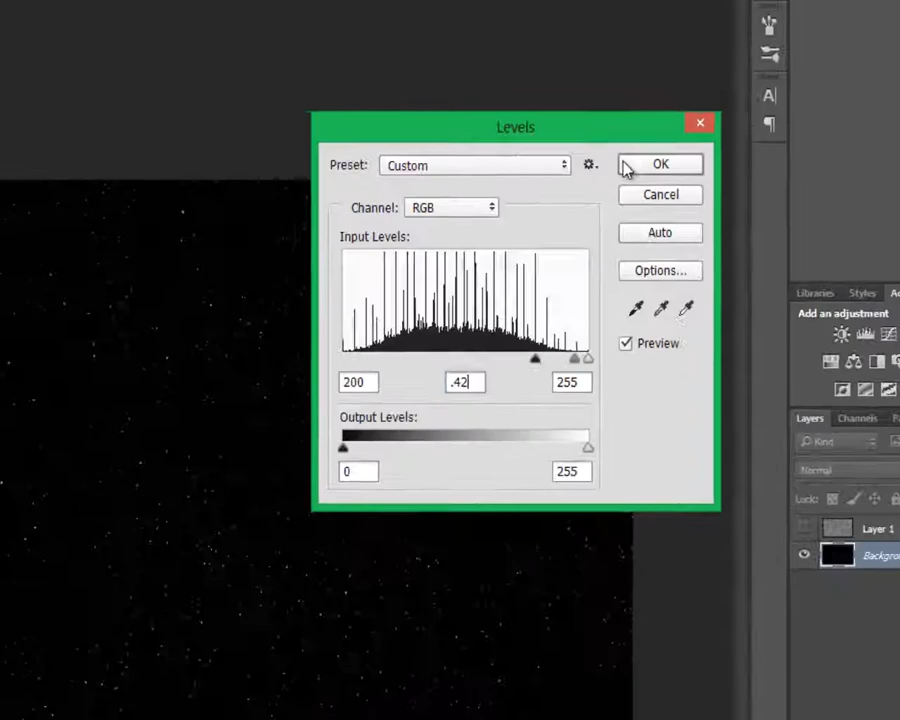 Levels
Preset: Custom
OK
Cancel
Channel: RGB
Auto
Input Levels:
Options...
Preview
200 .42 255
Output Levels:
0 255
A
Libraries Styles
Add an adjustment
Layers Channels
Kind
Normal
Lock:
Layer 1